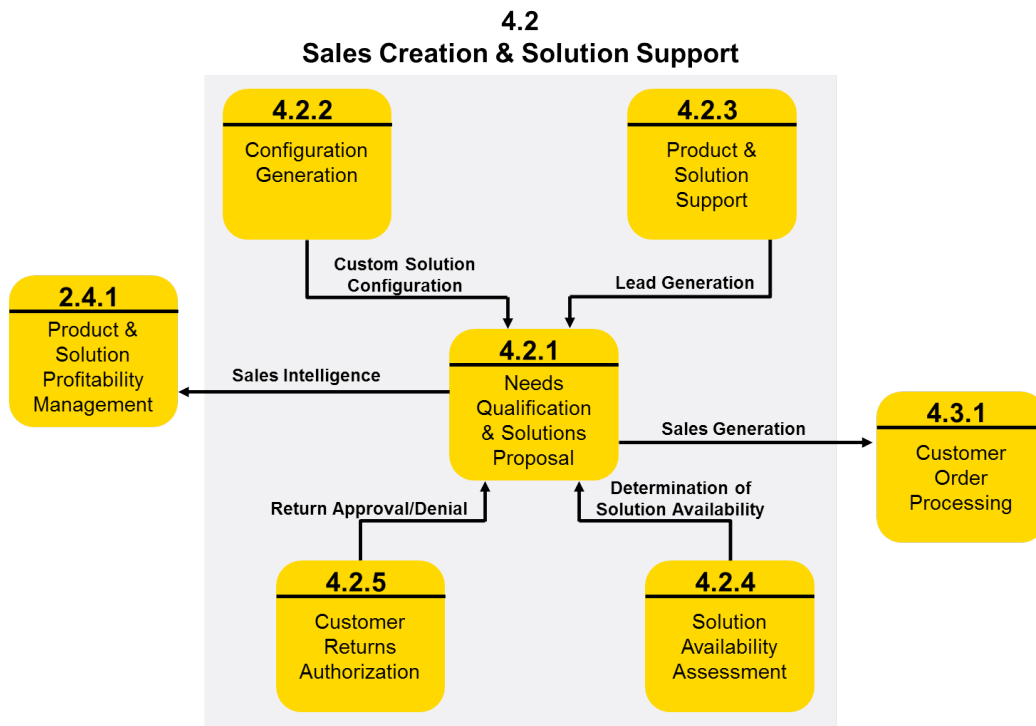 4.2
Sales Creation & Solution Support
4.2.2
Configuration
Generation
4.2.3
Product &
Solution
Support
Custom Solution
Configuration
Lead Generation
2.4.1
Product &
Solution
Profitability
Management
Sales Intelligence
4.2.1
Needs
Qualification
& Solutions
Proposal
Sales Generation
4.3.1
Customer
Order
Processing
Return Approval/Denial
Determination of
Solution Availability
4.2.5
Customer
Returns
Authorization
4.2.4
Solution
Availability
Assessment